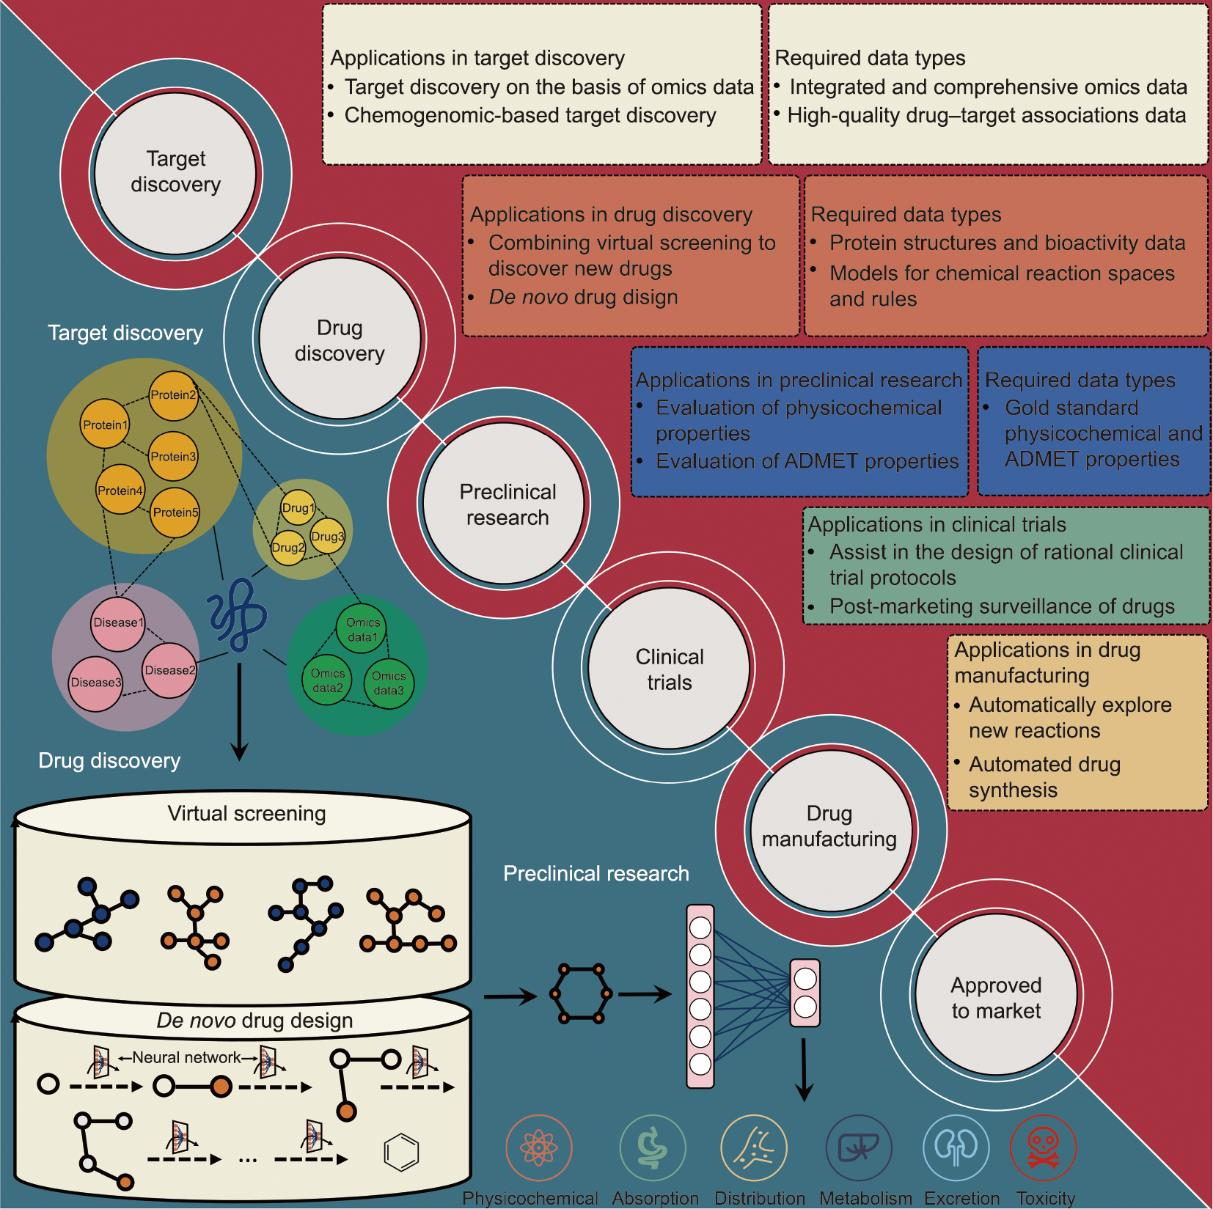 Applications in target discovery
• Target discovery on the basis of omics data
• Chemogenomic-based target discovery
Required data types
• Integrated and comprehensive omics data
• High-quality drug–target associations data
Target
discovery
Applications in drug discovery
• Combining virtual screening to
discover new drugs
• De novo drug disign
Required data types
• Protein structures and bioactivity data
• Models for chemical reaction spaces
and rules
Drug
discovery
Applications in preclinical research
• Evaluation of physicochemical
properties
• Evaluation of ADMET properties
Required data types
• Gold standard
physicochemical and
ADMET properties
Preclinical
research
Applications in clinical trials
• Assist in the design of rational clinical
trial protocols
• Post-marketing surveillance of drugs
Clinical
trials
Applications in drug
manufacturing
• Automatically explore
new reactions
• Automated drug
synthesis
Drug
manufacturing
Approved
to market
Target discovery
Protein2
Protein1
Protein3
Protein4
Protein5
Drug1
Drug3
Drug2
Disease1
Disease2
Disease3
Omics
data1
Omics
data2
Omics
data3
Drug discovery
Virtual screening
De novo drug design
Neural network
...
Preclinical research
Physicochemical
Absorption
Distribution
Metabolism
Excretion
Toxicity